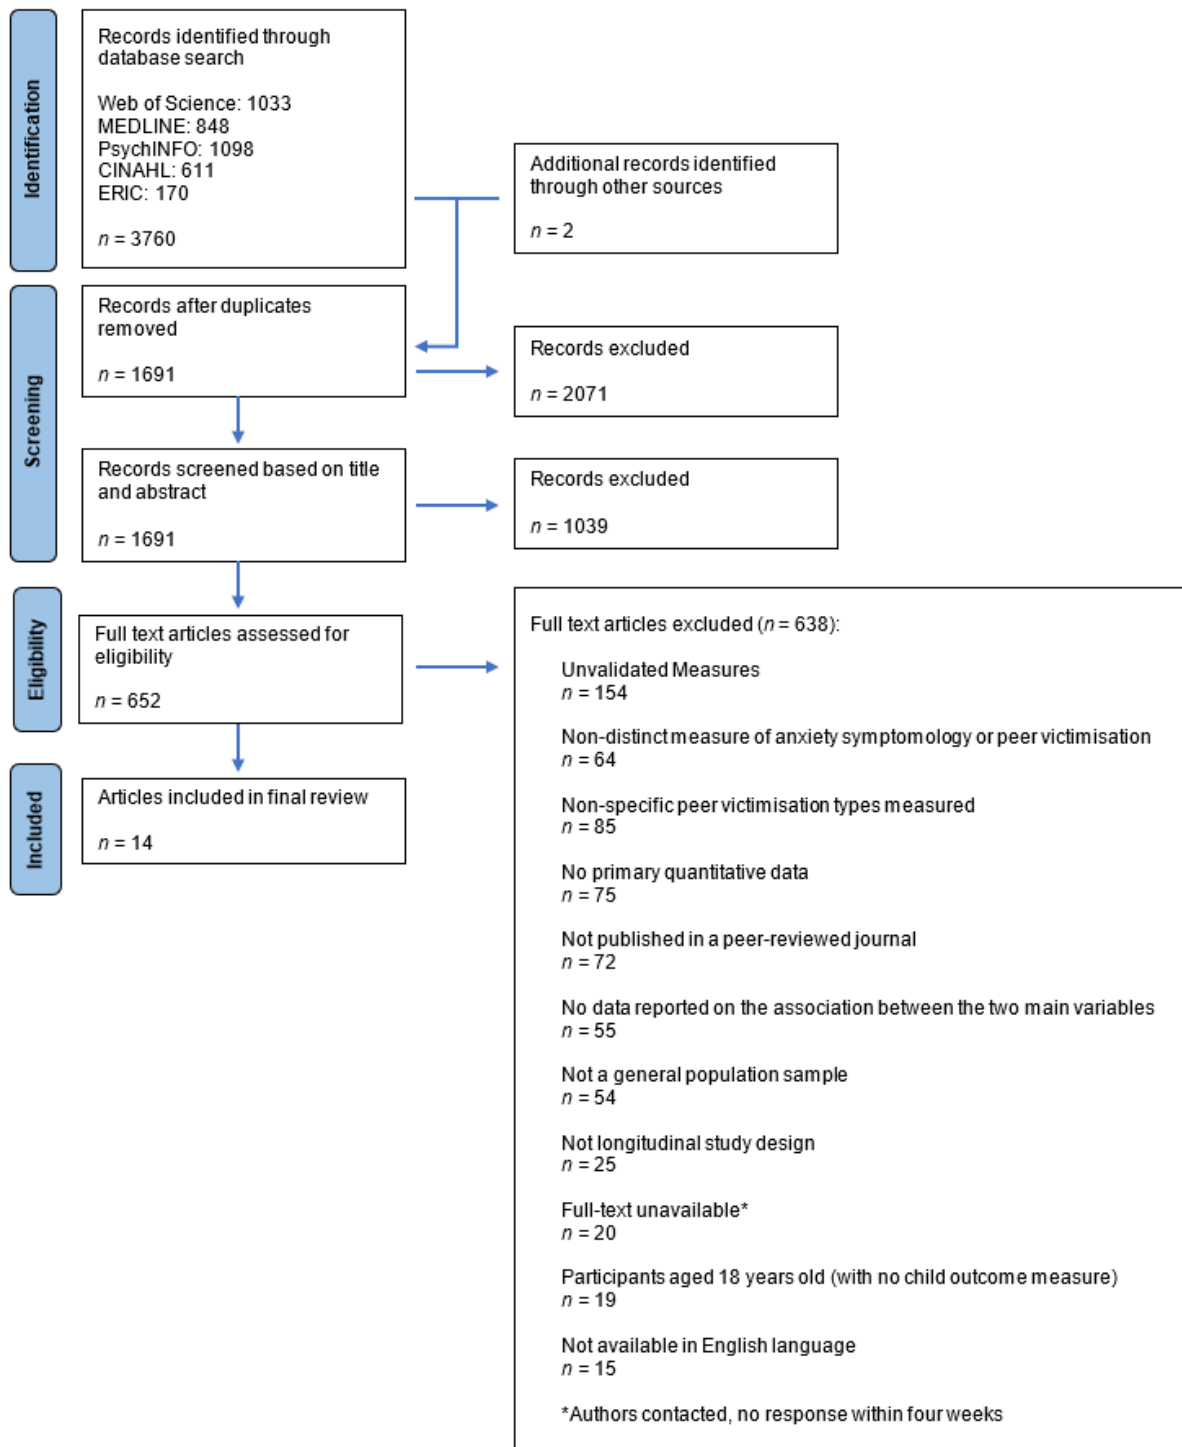 Identification
Records identified through
database search
Web of Science: 1033
MEDLINE: 848
PsychINFO: 1098
CINAHL: 611
ERIC: 170
n = 3760
Additional records identified
through other sources
n = 2
Screening
Records after duplicates
removed
n = 1691
Records excluded
n = 2071
Records screened based on title
and abstract
n = 1691
Records excluded
n = 1039
Eligibility
Full text articles assessed for
eligibility
n = 652
Full text articles excluded (n = 638):
Unvalidated Measures
n = 154
Non-distinct measure of anxiety symptomology or peer victimisation
n = 64
Non-specific peer victimisation types measured
n = 85
No primary quantitative data
n = 75
Not published in a peer-reviewed journal
n = 72
No data reported on the association between the two main variables
n = 55
Not a general population sample
n = 54
Not longitudinal study design
n = 25
Full-text unavailable*
n = 20
Participants aged 18 years old (with no child outcome measure)
n = 19
Not available in English language
n = 15
*Authors contacted, no response within four weeks
Included
Articles included in final review
n = 14